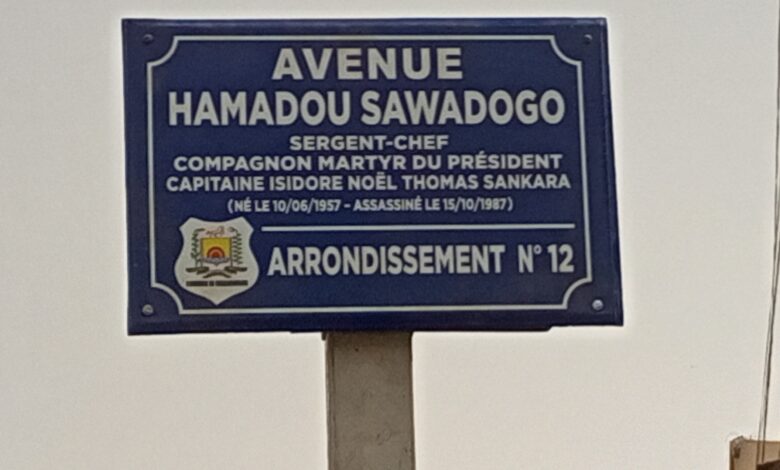 AVENUE
HAMADOU SAWADOGO
SERGENT-CHEF
COMPAGNON MARTYR DU PRÉSIDENT
CAPITAINE ISIDORE NOËL THOMAS SANKARA
(NÉ LE 10/06/1957 - ASSASSINÉ LE 15/10/1987)
ARRONDISSEMENT N° 12